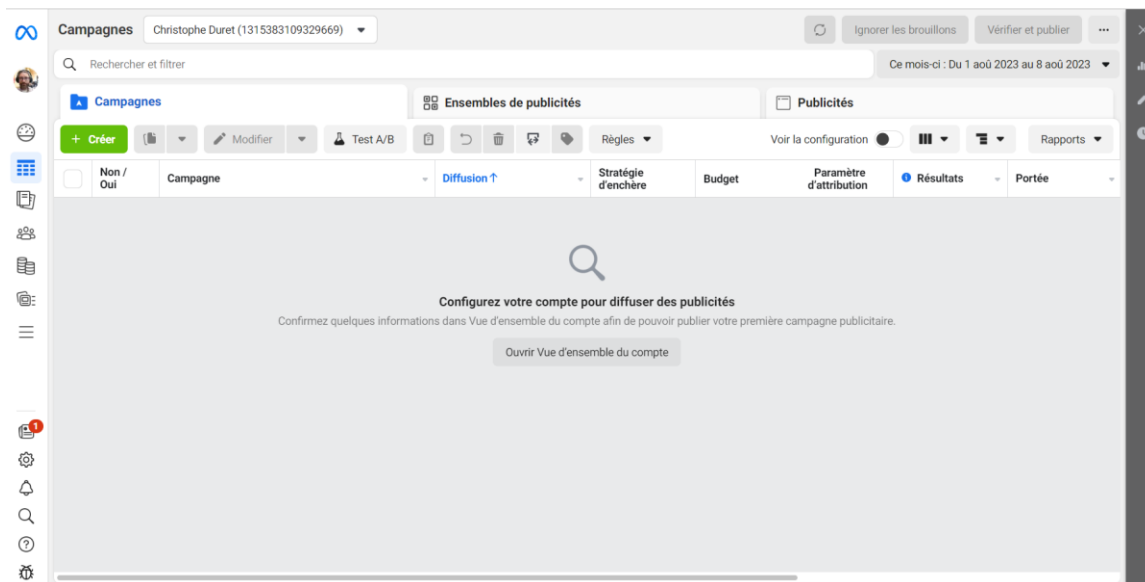 Campagnes
Christophe Duret (1315383109329669)
Ignorer les brouillons
Vérifier et publier
Rechercher et filtrer
Ce mois-ci : Du 1 aoû 2023 au 8 aoû 2023
Campagnes
Ensembles de publicités
Publicités
+ Créer
Modifier
Test A/B
Règles
Voir la configuration
Rapports
Non /
Oui
Campagne
Diffusion ↑
Stratégie
d'enchère
Budget
Paramètre
d'attribution
Résultats
Portée
Configurez votre compte pour diffuser des publicités
Confirmez quelques informations dans Vue d'ensemble du compte afin de pouvoir publier votre première campagne publicitaire.
Ouvrir Vue d'ensemble du compte
1